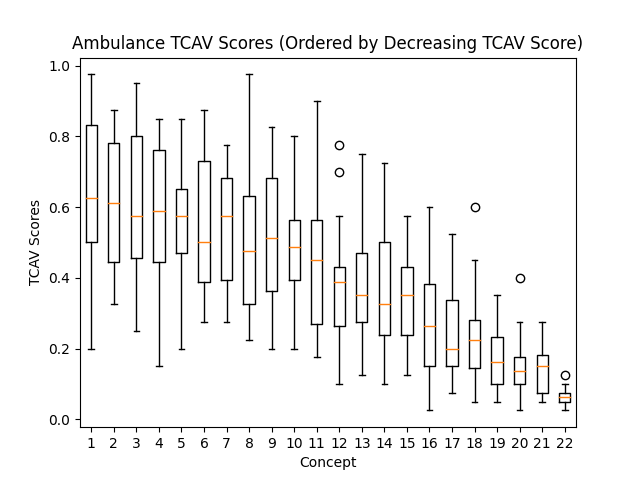 Ambulance TCAV Scores (Ordered by Decreasing TCAV Score)
1.0
0.8
0.6
0.4
0.2
0.0
TCAV Scores
1 2 3 4 5 6 7 8 9 10 11 12 13 14 15 16 17 18 19 20 21 22
Concept